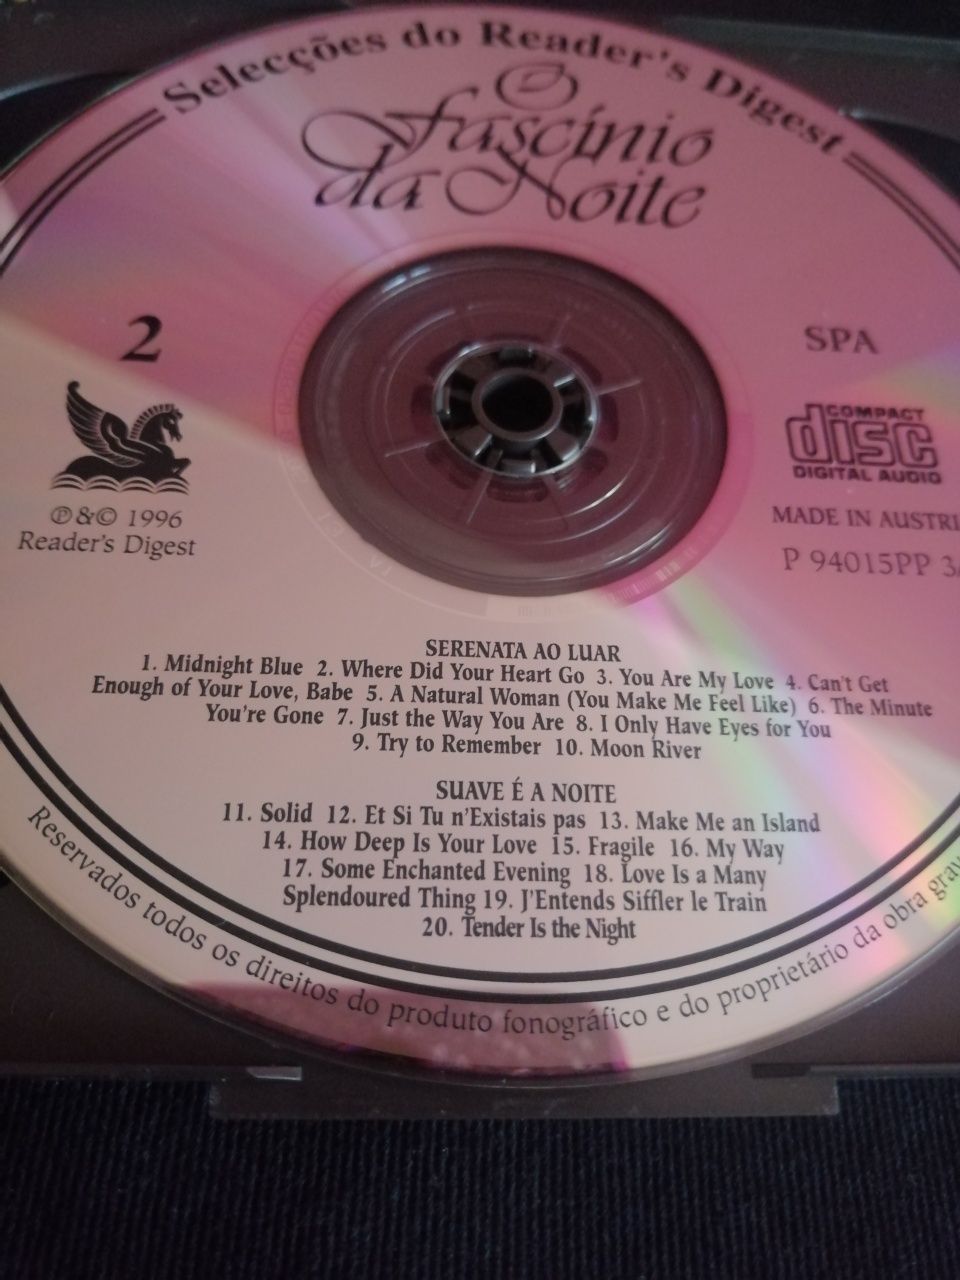 Selecções do Reader's Digest
O
Fascínio
da Noite
2
SPA
COMPACT
disc
DIGITAL AUDIO
℗&© 1996
Reader's Digest
MADE IN AUSTRI
P 94015PP 3
SERENATA AO LUAR
1. Midnight Blue 2. Where Did Your Heart Go 3. You Are My Love 4. Can't Get
Enough of Your Love, Babe 5. A Natural Woman (You Make Me Feel Like) 6. The Minute
You're Gone 7. Just the Way You Are 8. I Only Have Eyes for You
9. Try to Remember 10. Moon River
SUAVE É A NOITE
11. Solid 12. Et Si Tu n'Existais pas 13. Make Me an Island
14. How Deep Is Your Love 15. Fragile 16. My Way
17. Some Enchanted Evening 18. Love Is a Many
Splendoured Thing 19. J'Entends Siffler le Train
20. Tender Is the Night
Reservados todos os direitos do produto fonográfico e do proprietário da obra grav